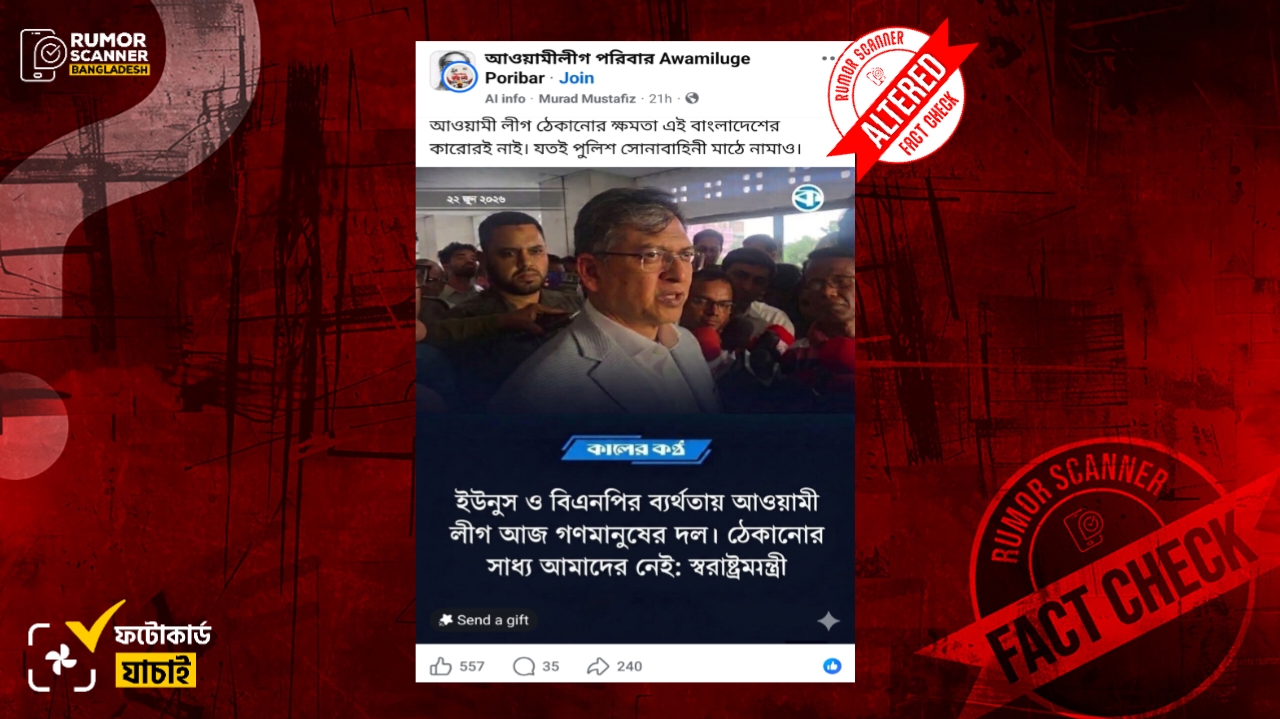 RUMOR
SCANNER
BANGLADESH
আওয়ামীলীগ পরিবার Awamiluge
Poribar · Join
AI info · Murad Mustafiz · 21h ·
আওয়ামী লীগ ঠেকানোর ক্ষমতা এই বাংলাদেশের
কারোরই নাই। যতই পুলিশ সোনাবাহিনী মাঠে নামাও।
RUMOR SCANNER
ALTERED
FACT CHECK
২২ জুন ২০২৬
ক
কালের কণ্ঠ
ইউনুস ও বিএনপির ব্যর্থতায় আওয়ামী
লীগ আজ গণমানুষের দল। ঠেকানোর
সাধ্য আমাদের নেই: স্বরাষ্ট্রমন্ত্রী
Send a gift
557 35 240
ফটোকার্ড
যাচাই
RUMOR SCANNER
FACT CHECK